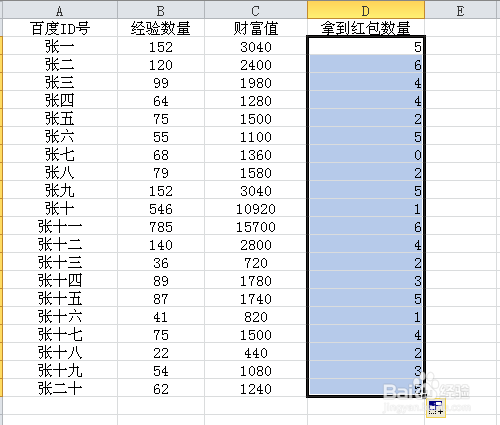 A B C D E
百度ID号 经验数量 财富值 拿到红包数量
张一 152 3040 5
张二 120 2400 6
张三 99 1980 4
张四 64 1280 4
张五 75 1500 2
张六 55 1100 5
张七 68 1360 0
张八 79 1580 2
张九 152 3040 5
张十 546 10920 1
张十一 785 15700 6
张十二 140 2800 4
张十三 36 720 2
张十四 89 1780 3
张十五 87 1740 5
张十六 41 820 1
张十七 75 1500 4
张十八 22 440 2
张十九 54 1080 3
张二十 62 1240
Baidu 经验
jingyan.baidu.com